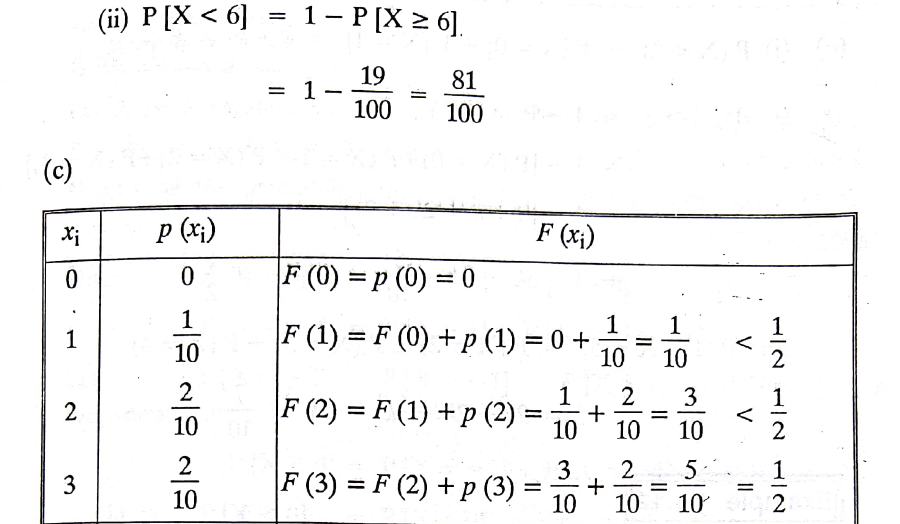 (ii) P [X < 6] = 1 – P [X ≥ 6].
= 1 – 19/100 = 81/100
(c)
xᵢ p (xᵢ) F (xᵢ)
0 0 F (0) = p (0) = 0
1 1/10 F (1) = F (0) + p (1) = 0 + 1/10 = 1/10 < 1/2
2 2/10 F (2) = F (1) + p (2) = 1/10 + 2/10 = 3/10 < 1/2
3 2/10 F (3) = F (2) + p (3) = 3/10 + 2/10 = 5/10 = 1/2